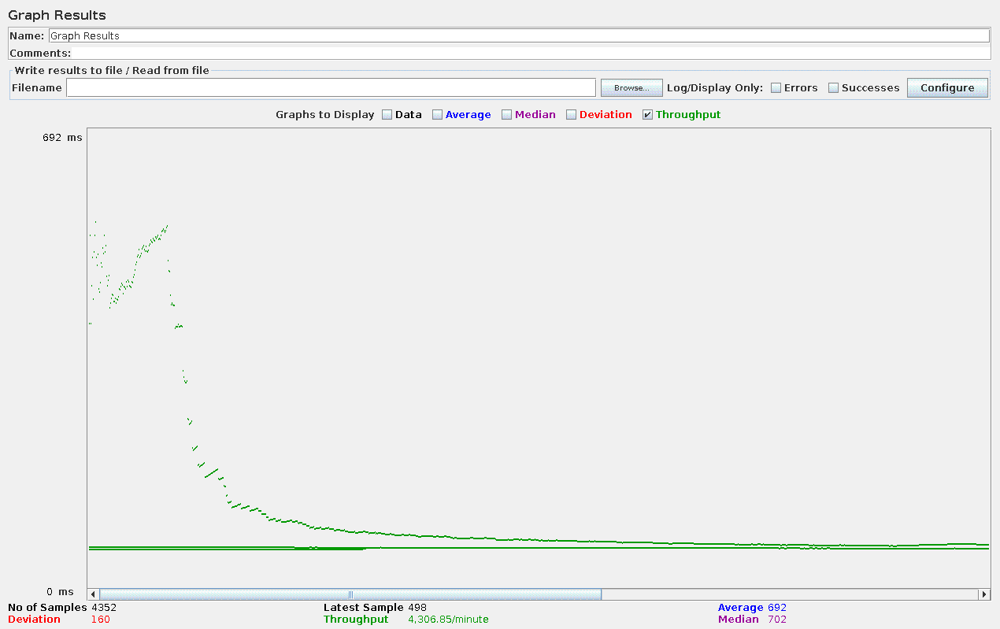 Graph Results
Name: Graph Results
Comments:
Write results to file / Read from file
Filename Browse... Log/Display Only: Errors Successes Configure
Graphs to Display Data Average Median Deviation Throughput
692 ms
0 ms
No of Samples 4352 Latest Sample 498 Average 692
Deviation 160 Throughput 4,306.85/minute Median 702